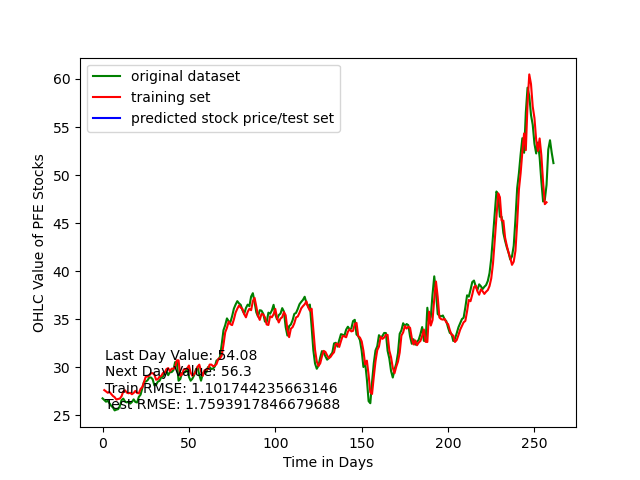 original dataset
training set
predicted stock price/test set
60
55
50
45
40
35
30
25
OHLC Value of PFE Stocks
Last Day Value: 54.08
Next Day Value: 56.3
Train RMSE: 1.101744235663146
Test RMSE: 1.7593917846679688
0 50 100 150 200 250
Time in Days